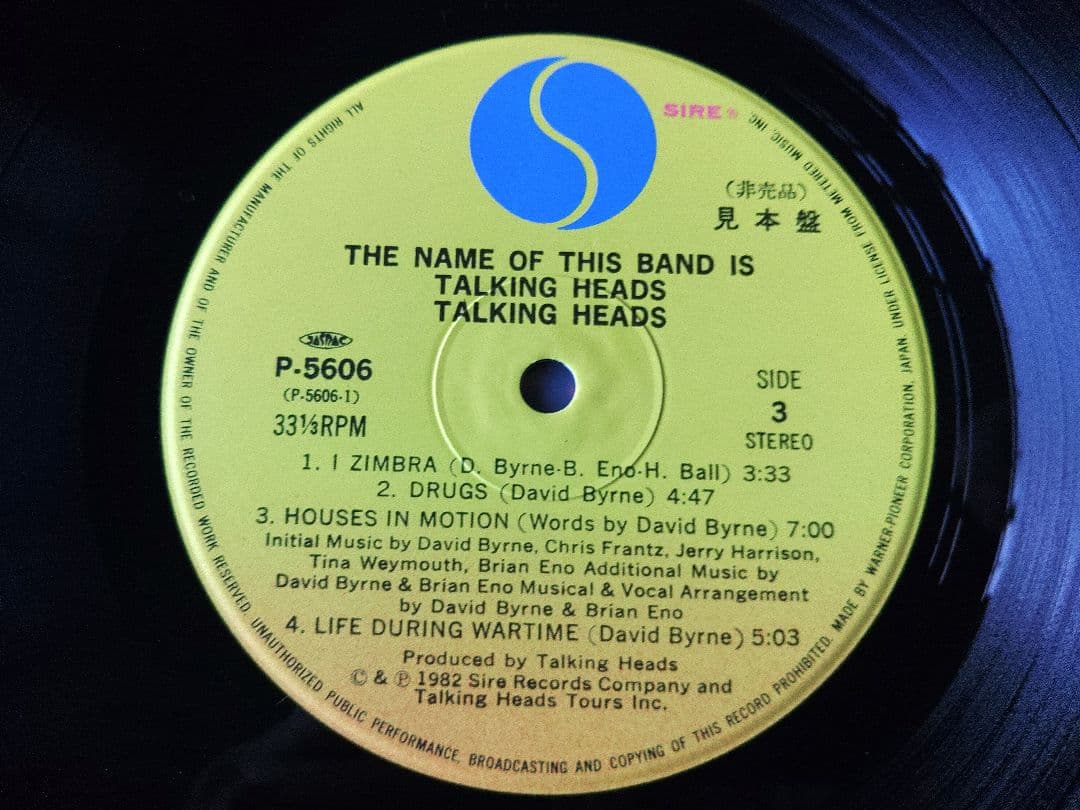 SIRE ®
(非売品)
見本盤
THE NAME OF THIS BAND IS
TALKING HEADS
TALKING HEADS
JASRAC
P-5606
(P-5606-1)
33⅓RPM
SIDE
3
STEREO
1. I ZIMBRA (D. Byrne-B. Eno-H. Ball) 3:33
2. DRUGS (David Byrne) 4:47
3. HOUSES IN MOTION (Words by David Byrne) 7:00
Initial Music by David Byrne, Chris Frantz, Jerry Harrison,
Tina Weymouth, Brian Eno Additional Music by
David Byrne & Brian Eno Musical & Vocal Arrangement
by David Byrne & Brian Eno
4. LIFE DURING WARTIME (David Byrne) 5:03
Produced by Talking Heads
© & ℗ 1982 Sire Records Company and
Talking Heads Tours Inc.
ALL RIGHTS OF THE MANUFACTURER AND OF THE OWNER OF THE RECORDED WORK RESERVED. UNAUTHORIZED PUBLIC PERFORMANCE, BROADCASTING AND COPYING OF THIS RECORD PROHIBITED. MADE BY WARNER-PIONEER CORPORATION, JAPAN. UNDER LICENSE FROM METERED MUSIC, INC.